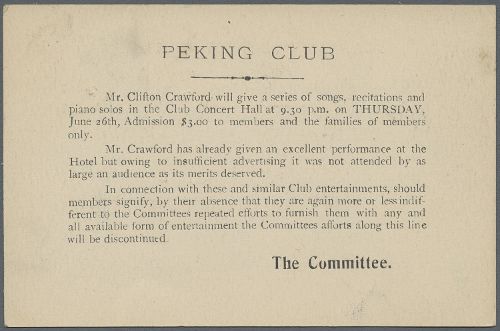 PEKING CLUB
Mr. Clifton Crawford will give a series of songs, recitations and
piano solos in the Club Concert Hall at 9.30 p.m. on THURSDAY,
June 26th, Admission $3.00 to members and the families of members
only.
Mr. Crawford has already given an excellent performance at the
Hotel but owing to insufficient advertising it was not attended by as
large an audience as its merits deserved.
In connection with these and similar Club entertainments, should
members signify, by their absence that they are again more or less indif-
fferent to the Committees repeated efforts to furnish them with any and
all available form of entertainment the Committees afforts along this line
will be discontinued
The Committee.